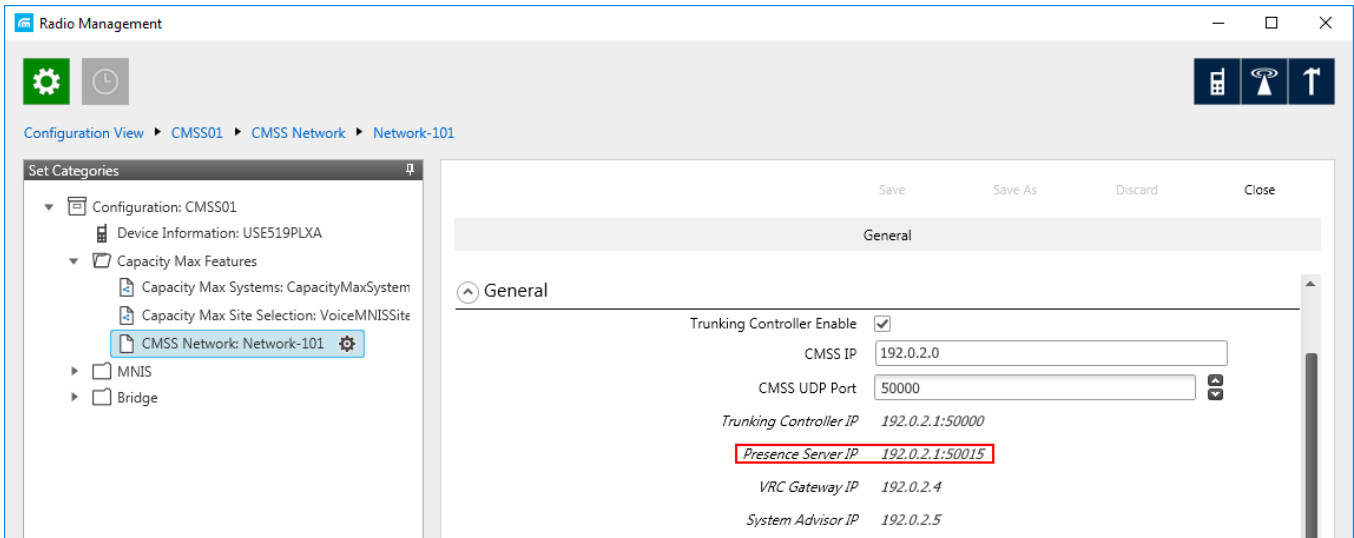 Radio Management
Configuration View ▶ CMSS01 ▶ CMSS Network ▶ Network-101
Set Categories
Configuration: CMSS01
Device Information: USE519PLXA
Capacity Max Features
Capacity Max Systems: CapacityMaxSystem
Capacity Max Site Selection: VoiceMNISSite
CMSS Network: Network-101
MNIS
Bridge
Save Save As Discard Close
General
General
Trunking Controller Enable
CMSS IP 192.0.2.0
CMSS UDP Port 50000
Trunking Controller IP 192.0.2.1:50000
Presence Server IP 192.0.2.1:50015
VRC Gateway IP 192.0.2.4
System Advisor IP 192.0.2.5